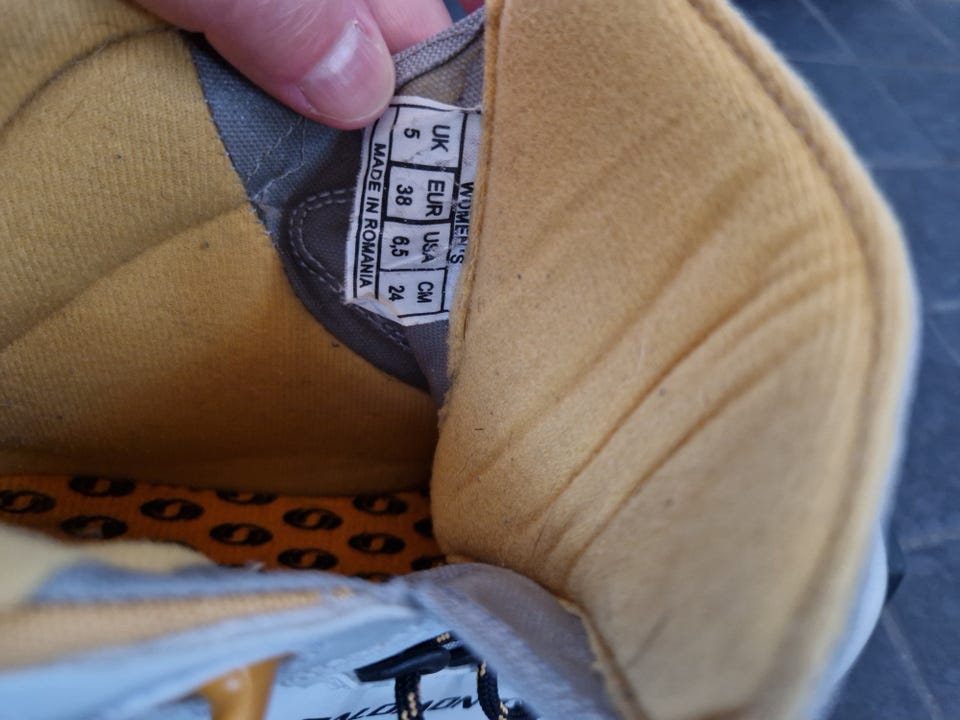 WOMEN'S
UK EUR USA CM
5 38 6,5 24
MADE IN ROMANIA